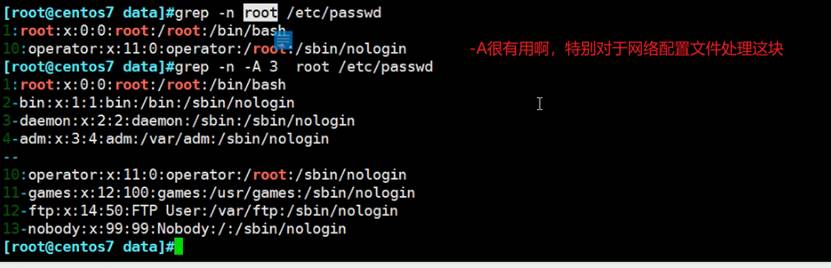 [root@centos7 data]#grep -n root /etc/passwd
1:root:x:0:0:root:/root:/bin/bash
10:operator:x:11:0:operator:/root:/sbin/nologin
-A很有用啊，特别对于网络配置文件处理这块
[root@centos7 data]#grep -n -A 3  root /etc/passwd
1:root:x:0:0:root:/root:/bin/bash
2-bin:x:1:1:bin:/bin:/sbin/nologin
3-daemon:x:2:2:daemon:/sbin:/sbin/nologin
4-adm:x:3:4:adm:/var/adm:/sbin/nologin
--
10:operator:x:11:0:operator:/root:/sbin/nologin
11-games:x:12:100:games:/usr/games:/sbin/nologin
12-ftp:x:14:50:FTP User:/var/ftp:/sbin/nologin
13-nobody:x:99:99:Nobody:/:/sbin/nologin
[root@centos7 data]#